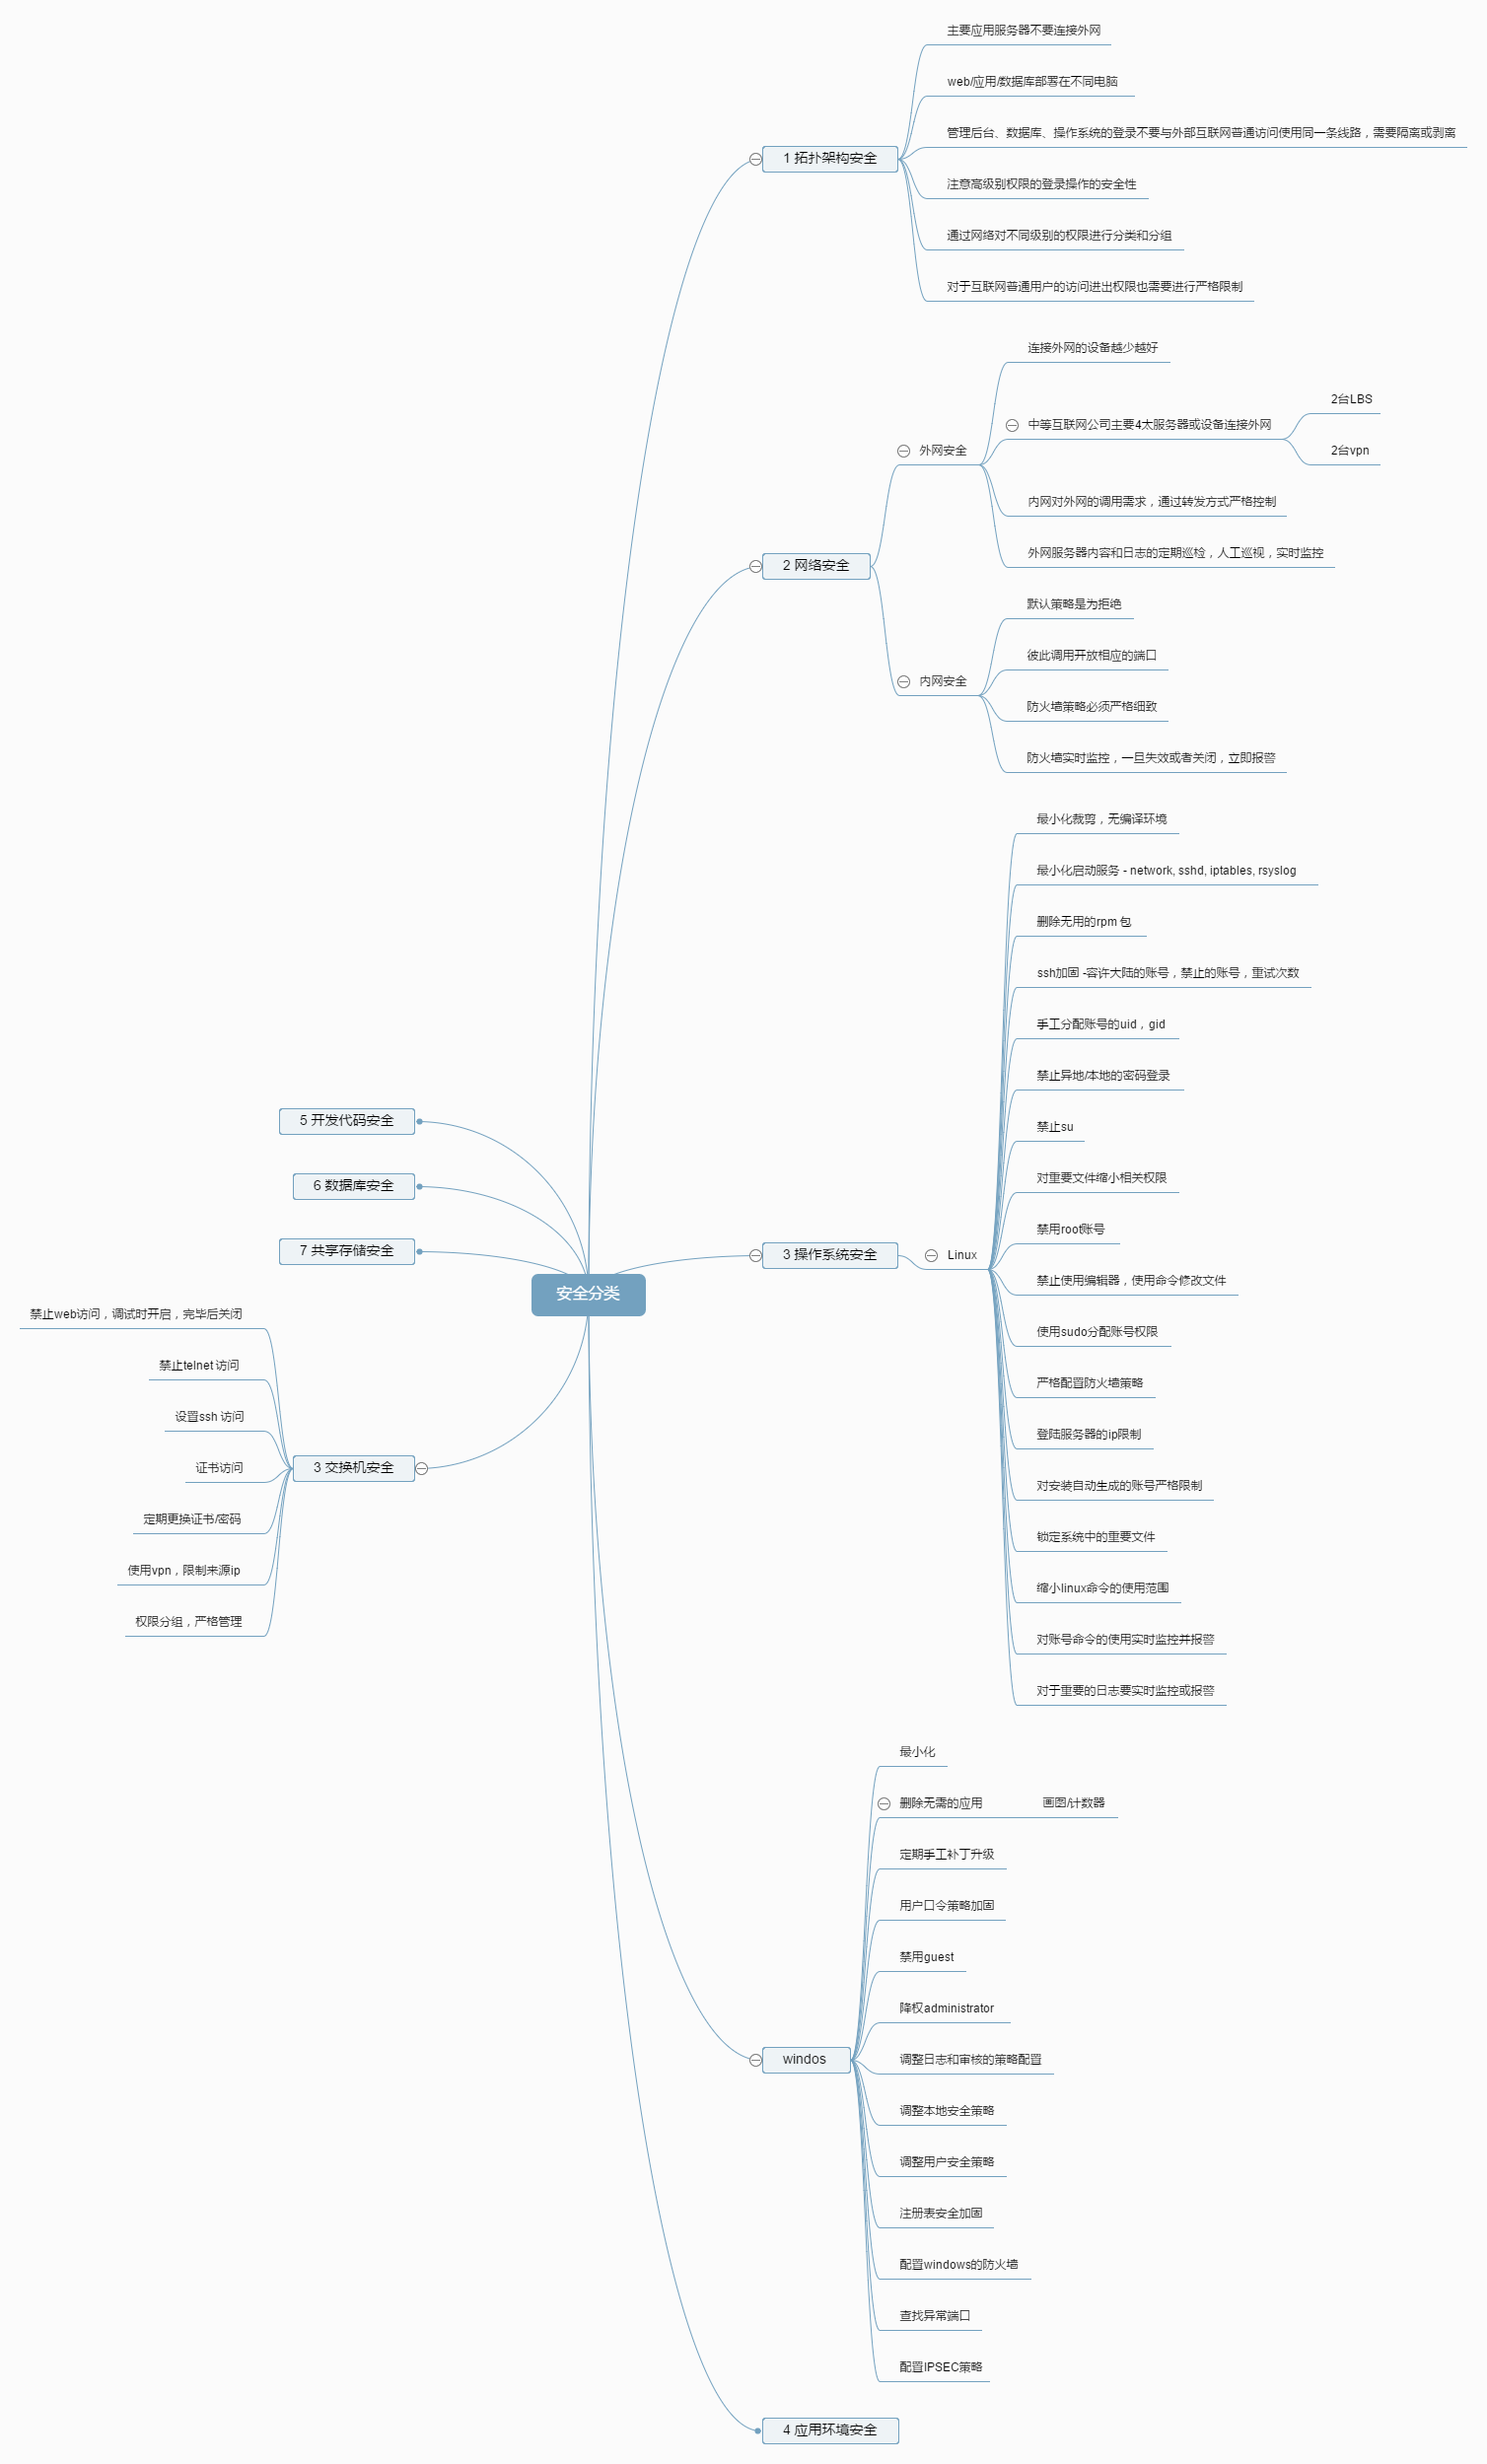 安全分类
1 拓扑架构安全
主要应用服务器不要连接外网
web/应用/数据库部署在不同电脑
管理后台、数据库、操作系统的登录不要与外部互联网普通访问使用同一条线路，需要隔离或剥离
注意高级别权限的登录操作的安全性
通过网络对不同级别的权限进行分类和分组
对于互联网普通用户的访问进出权限也需要进行严格限制
2 网络安全
外网安全
连接外网的设备越少越好
中等互联网公司主要4太服务器或设备连接外网
2台LBS
2台vpn
内网对外网的调用需求，通过转发方式严格控制
外网服务器内容和日志的定期巡检，人工巡视，实时监控
内网安全
默认策略是为拒绝
彼此调用开放相应的端口
防火墙策略必须严格细致
防火墙实时监控，一旦失效或者关闭，立即报警
3 操作系统安全
Linux
最小化裁剪，无编译环境
最小化启动服务 - network, sshd, iptables, rsyslog
删除无用的rpm 包
ssh加固 -容许大陆的账号，禁止的账号，重试次数
手工分配账号的uid，gid
禁止异地/本地的密码登录
禁止su
对重要文件缩小相关权限
禁用root账号
禁止使用编辑器，使用命令修改文件
使用sudo分配账号权限
严格配置防火墙策略
登陆服务器的ip限制
对安装自动生成的账号严格限制
锁定系统中的重要文件
缩小linux命令的使用范围
对账号命令的使用实时监控并报警
对于重要的日志要实时监控或报警
windos
最小化
删除无需的应用
画图/计数器
定期手工补丁升级
用户口令策略加固
禁用guest
降权administrator
调整日志和审核的策略配置
调整本地安全策略
调整用户安全策略
注册表安全加固
配置windows的防火墙
查找异常端口
配置IPSEC策略
4 应用环境安全
5 开发代码安全
6 数据库安全
7 共享存储安全
3 交换机安全
禁止web访问，调试时开启，完毕后关闭
禁止telnet 访问
设置ssh 访问
证书访问
定期更换证书/密码
使用vpn，限制来源ip
权限分组，严格管理